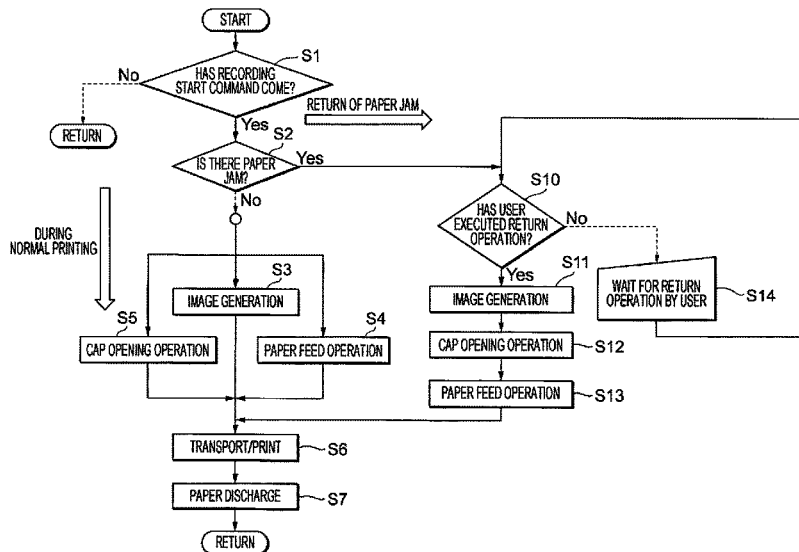 START
S1
No
HAS RECORDING
START COMMAND COME?
RETURN OF PAPER JAM
RETURN
Yes
S2
IS THERE PAPER
JAM?
Yes
No
DURING
NORMAL PRINTING
S10
HAS USER
EXECUTED RETURN
OPERATION?
No
Yes
S3
IMAGE GENERATION
S5
CAP OPENING OPERATION
S4
PAPER FEED OPERATION
S11
IMAGE GENERATION
WAIT FOR RETURN
OPERATION BY USER
S14
CAP OPENING OPERATION
S12
PAPER FEED OPERATION
S13
TRANSPORT/PRINT
S6
PAPER DISCHARGE
S7
RETURN